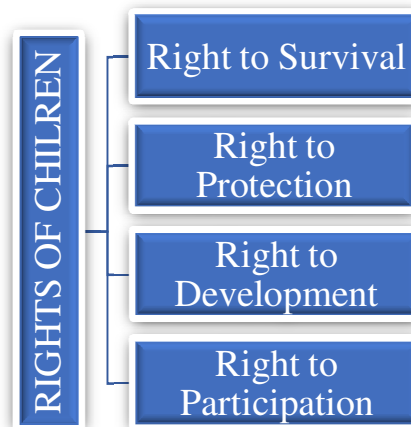 RIGHTS OF CHILREN
Right to Survival
Right to
Protection
Right to
Development
Right to
Participation